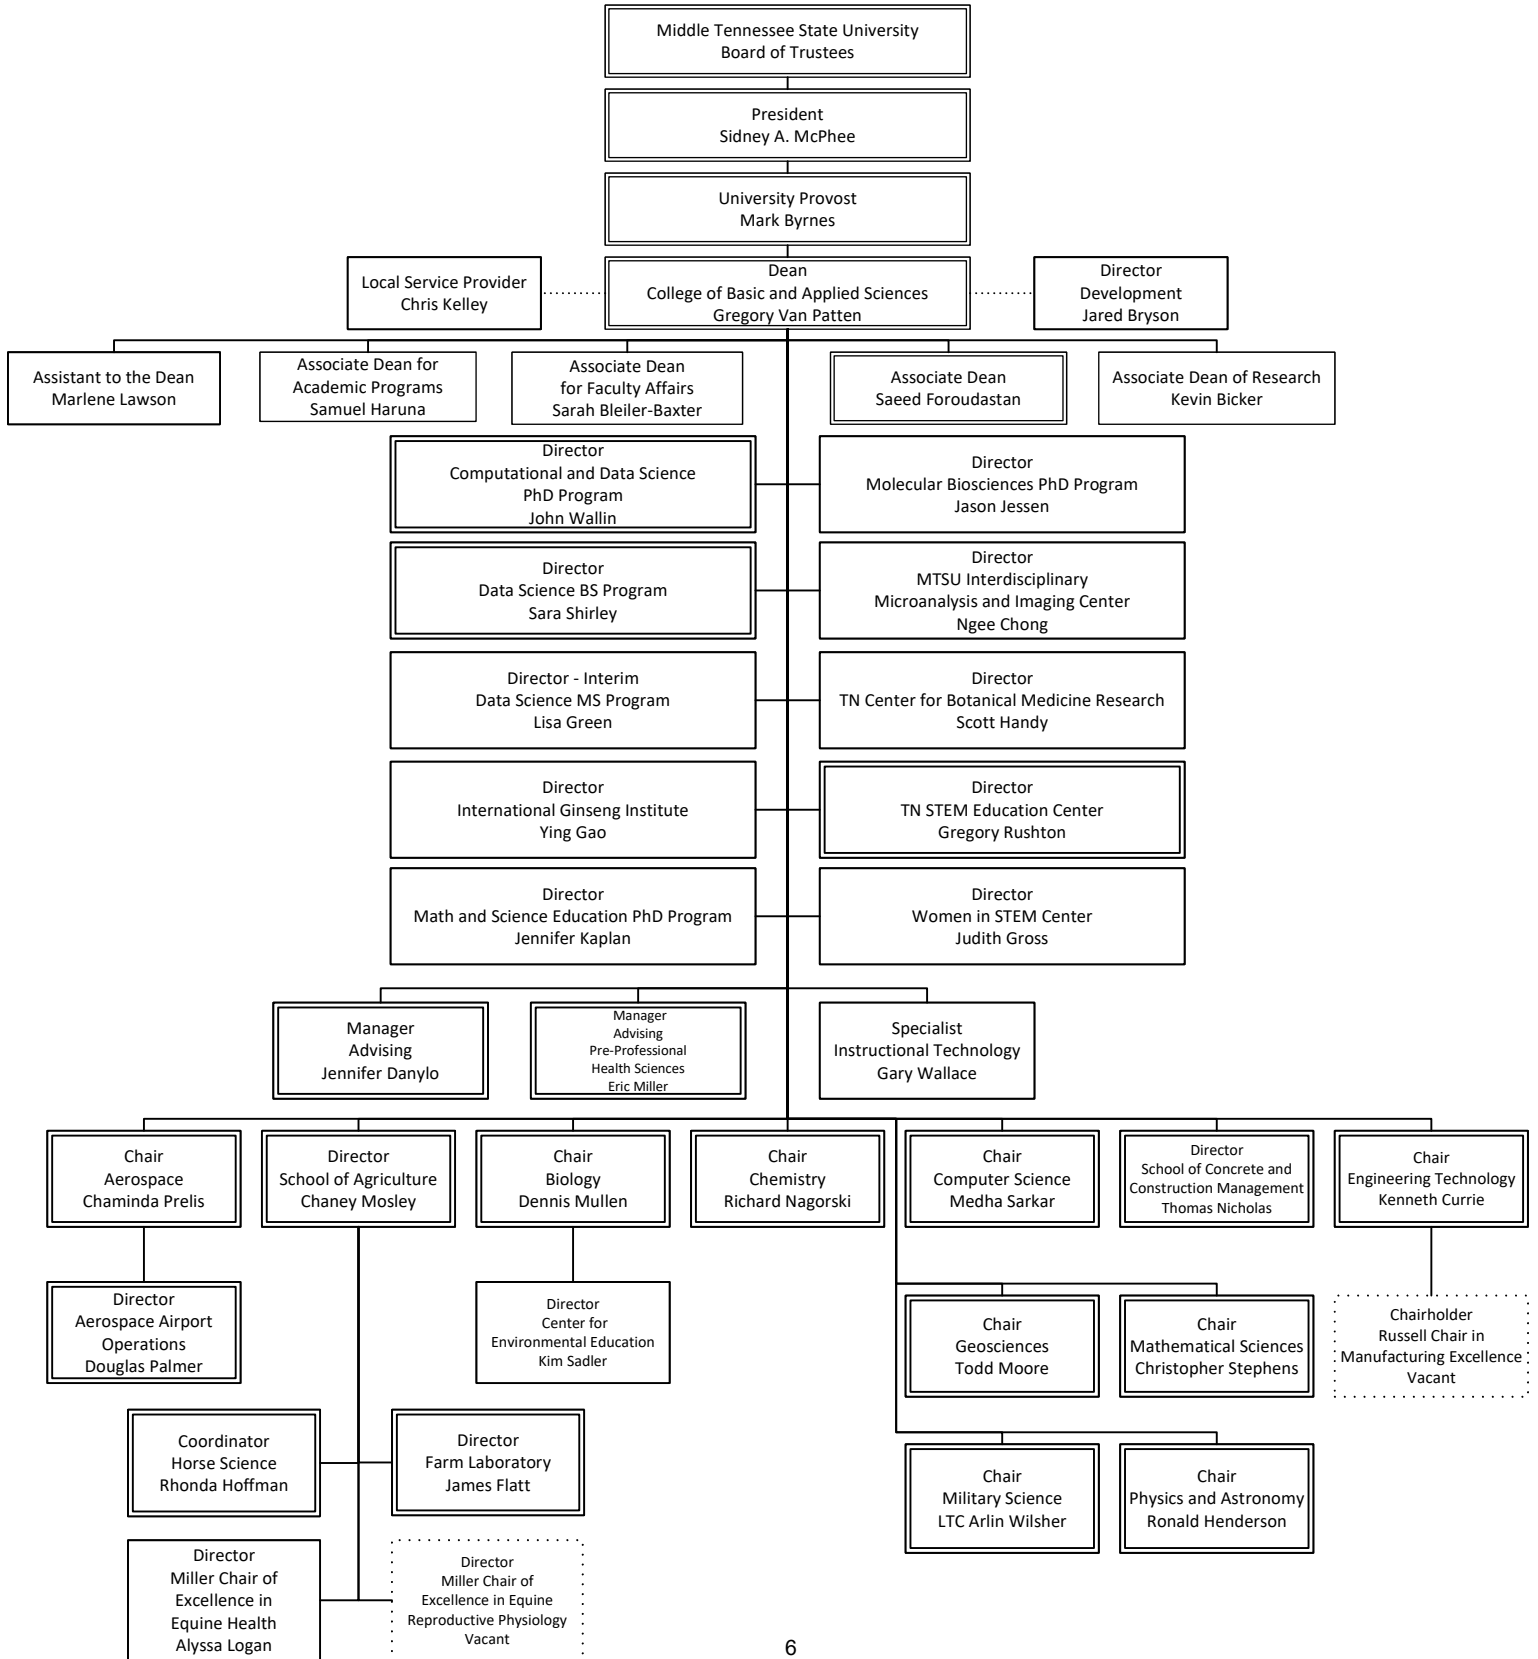 Middle Tennessee State University
Board of Trustees
President
Sidney A. McPhee
University Provost
Mark Byrnes
Local Service Provider
Chris Kelley
Dean
College of Basic and Applied Sciences
Gregory Van Patten
Director
Development
Jared Bryson
Assistant to the Dean
Marlene Lawson
Associate Dean for
Academic Programs
Samuel Haruna
Associate Dean
for Faculty Affairs
Sarah Bleiler-Baxter
Associate Dean
Saeed Foroudastan
Associate Dean of Research
Kevin Bicker
Director
Computational and Data Science
PhD Program
John Wallin
Director
Molecular Biosciences PhD Program
Jason Jessen
Director
Data Science BS Program
Sara Shirley
Director
MTSU Interdisciplinary
Microanalysis and Imaging Center
Ngee Chong
Director - Interim
Data Science MS Program
Lisa Green
Director
TN Center for Botanical Medicine Research
Scott Handy
Director
International Ginseng Institute
Ying Gao
Director
TN STEM Education Center
Gregory Rushton
Director
Math and Science Education PhD Program
Jennifer Kaplan
Director
Women in STEM Center
Judith Gross
Manager
Advising
Jennifer Danylo
Manager
Advising
Pre-Professional
Health Sciences
Eric Miller
Specialist
Instructional Technology
Gary Wallace
Chair
Aerospace
Chaminda Prelis
Director
School of Agriculture
Chaney Mosley
Chair
Biology
Dennis Mullen
Chair
Chemistry
Richard Nagorski
Chair
Computer Science
Medha Sarkar
Director
School of Concrete and
Construction Management
Thomas Nicholas
Chair
Engineering Technology
Kenneth Currie
Director
Aerospace Airport
Operations
Douglas Palmer
Director
Center for
Environmental Education
Kim Sadler
Chair
Geosciences
Todd Moore
Chair
Mathematical Sciences
Christopher Stephens
Chairholder
Russell Chair in
Manufacturing Excellence
Vacant
Coordinator
Horse Science
Rhonda Hoffman
Director
Farm Laboratory
James Flatt
Chair
Military Science
LTC Arlin Wilsher
Chair
Physics and Astronomy
Ronald Henderson
Director
Miller Chair of
Excellence in
Equine Health
Alyssa Logan
Director
Miller Chair of
Excellence in Equine
Reproductive Physiology
Vacant
6